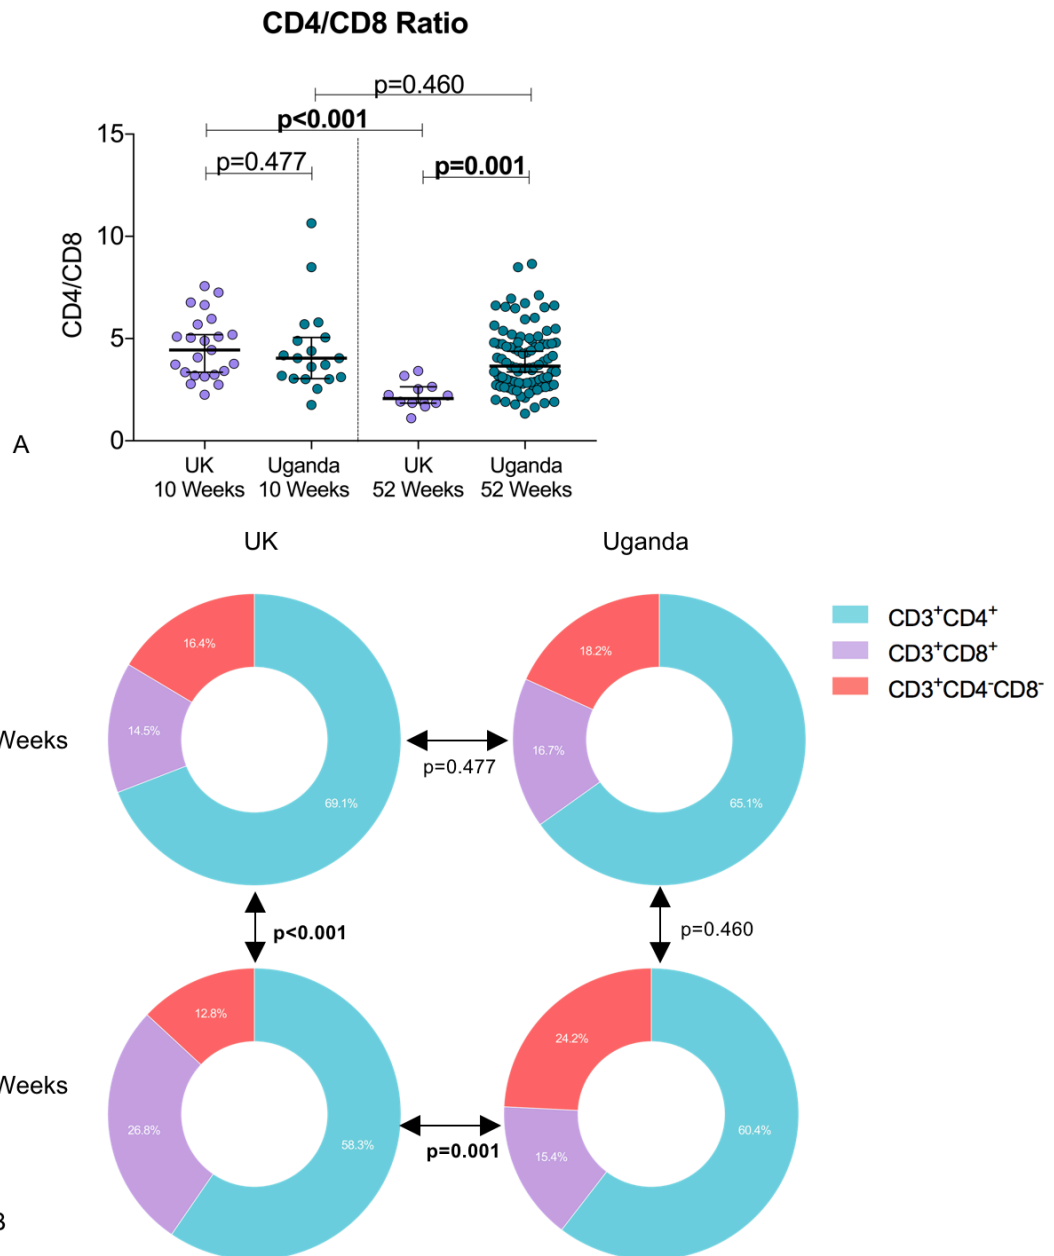 CD4/CD8 Ratio
p=0.460
p<0.001
p=0.477
p=0.001
15
10
5
0
CD4/CD8
UK
10 Weeks
Uganda
10 Weeks
UK
52 Weeks
Uganda
52 Weeks
A
UK
Uganda
16.4%
14.5%
69.1%
18.2%
16.7%
65.1%
CD3+CD4+
CD3+CD8+
CD3+CD4-CD8-
Weeks
p=0.477
p<0.001
p=0.460
12.8%
26.8%
58.3%
24.2%
15.4%
60.4%
Weeks
p=0.001